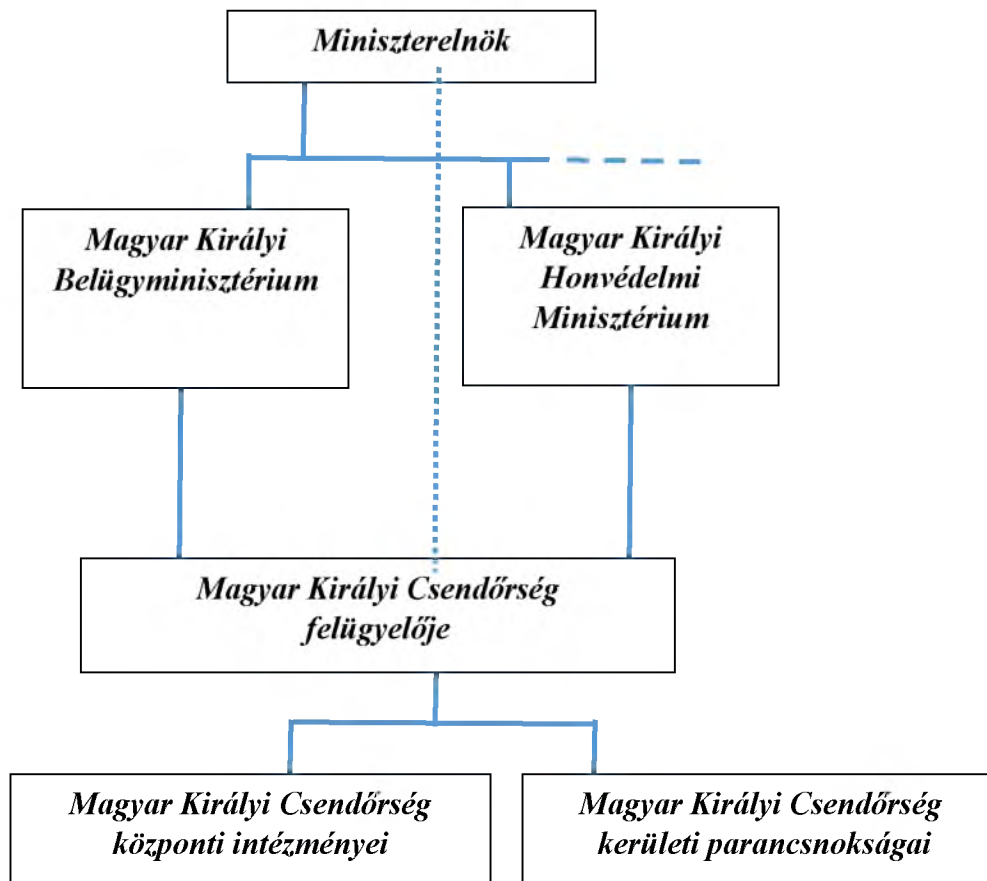 Miniszterelnök
Magyar Királyi
Belügyminisztérium
Magyar Királyi
Honvédelmi
Minisztérium
Magyar Királyi Csendőrség
felügyelője
Magyar Királyi Csendőrség
központi intézményei
Magyar Királyi Csendőrség
kerületi parancsnokságai